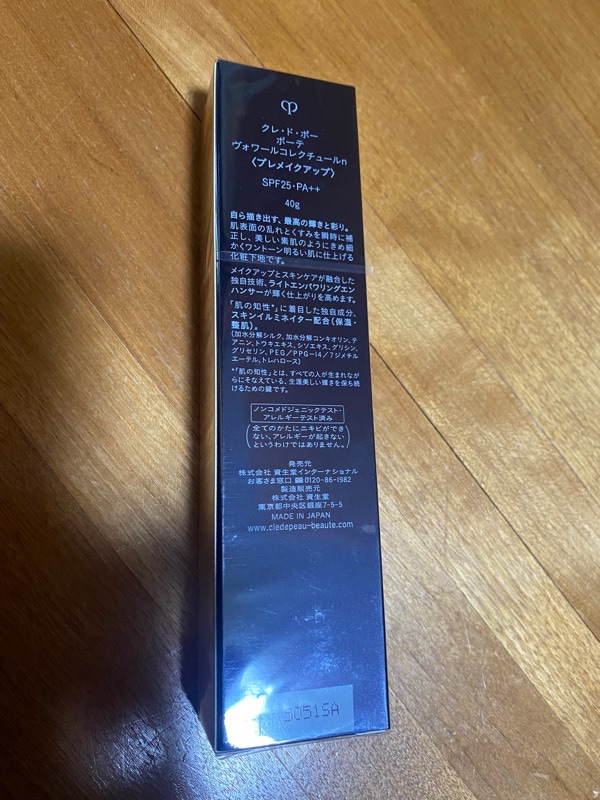 クレ・ド・ポー
ボーテ
ヴォワールコレクチュールn
〈プレメイクアップ〉
SPF25・PA++
40g
自ら描き出す、最高の輝きと彩り。
肌表面の乱れとくすみを瞬時に補
正し、美しい素肌のようにきめ細
かくワントーン明るい肌に仕上げる
化粧下地です。
メイクアップとスキンケアが融合した
独自技術、ライトエンパワリングエン
ハンサーが輝く仕上がりを高めます。
「肌の知性*」に着目した独自成分、
スキンイルミネイター配合（保湿・
整肌）。
（加水分解シルク、加水分解コンキオリン、テ
アニン、トウキエキス、シソエキス、グリシン、
グリセリン、PEG／PPG-14／7ジメチル
エーテル、トレハロース）
*「肌の知性」とは、すべての人が生まれなが
らにそなえている、生涯美しい輝きを保ち続
けるための鍵です。
ノンコメドジェニックテスト・
アレルギーテスト済み
（全てのかたにニキビができ
ない、アレルギーが起きない
というわけではありません。）
発売元
株式会社 資生堂インターナショナル
お客さま窓口 ☎0120-86-1982
製造販売元
株式会社 資生堂
東京都中央区銀座7-5-5
MADE IN JAPAN
www.cledepeau-beaute.com